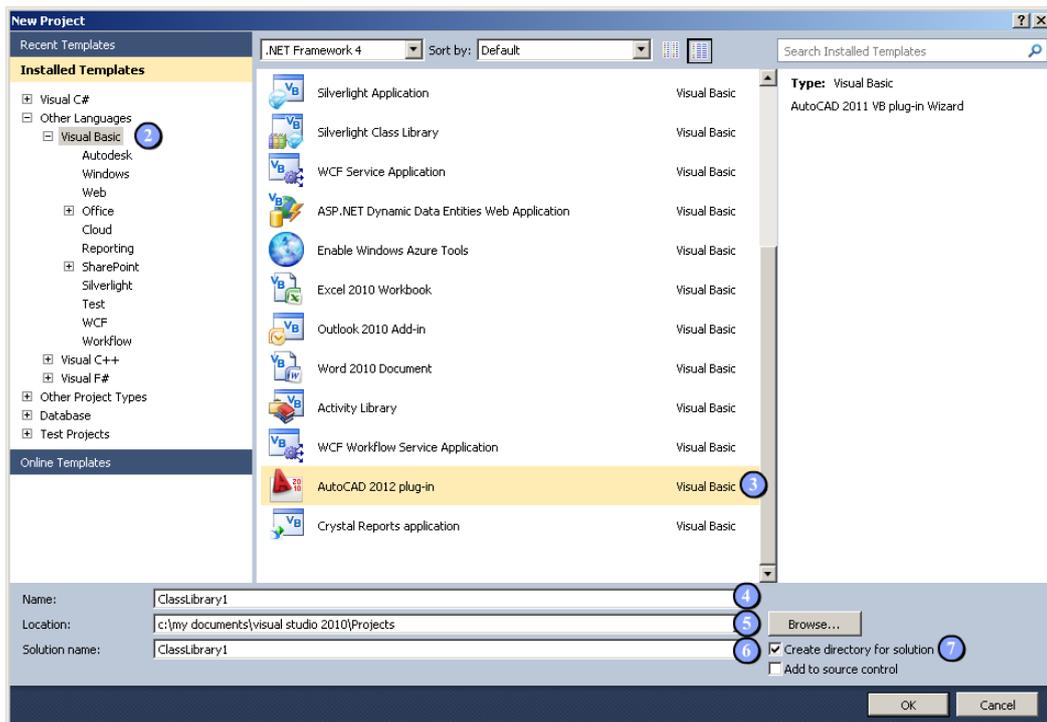 New Project
Recent Templates
Installed Templates
Visual C#
Other Languages
Visual Basic 2
Autodesk
Windows
Web
Office
Cloud
Reporting
SharePoint
Silverlight
Test
WCF
Workflow
Visual C++
Visual F#
Other Project Types
Database
Test Projects
Online Templates
.NET Framework 4 Sort by: Default
Silverlight Application Visual Basic
Silverlight Class Library Visual Basic
WCF Service Application Visual Basic
ASP.NET Dynamic Data Entities Web Application Visual Basic
Enable Windows Azure Tools Visual Basic
Excel 2010 Workbook Visual Basic
Outlook 2010 Add-in Visual Basic
Word 2010 Document Visual Basic
Activity Library Visual Basic
WCF Workflow Service Application Visual Basic
AutoCAD 2012 plug-in Visual Basic 3
Crystal Reports application Visual Basic
Search Installed Templates
Type: Visual Basic
AutoCAD 2011 VB plug-in Wizard
Name: ClassLibrary1 4
Location: c:\my documents\visual studio 2010\Projects 5 Browse...
Solution name: ClassLibrary1 6 Create directory for solution 7
Add to source control
OK Cancel